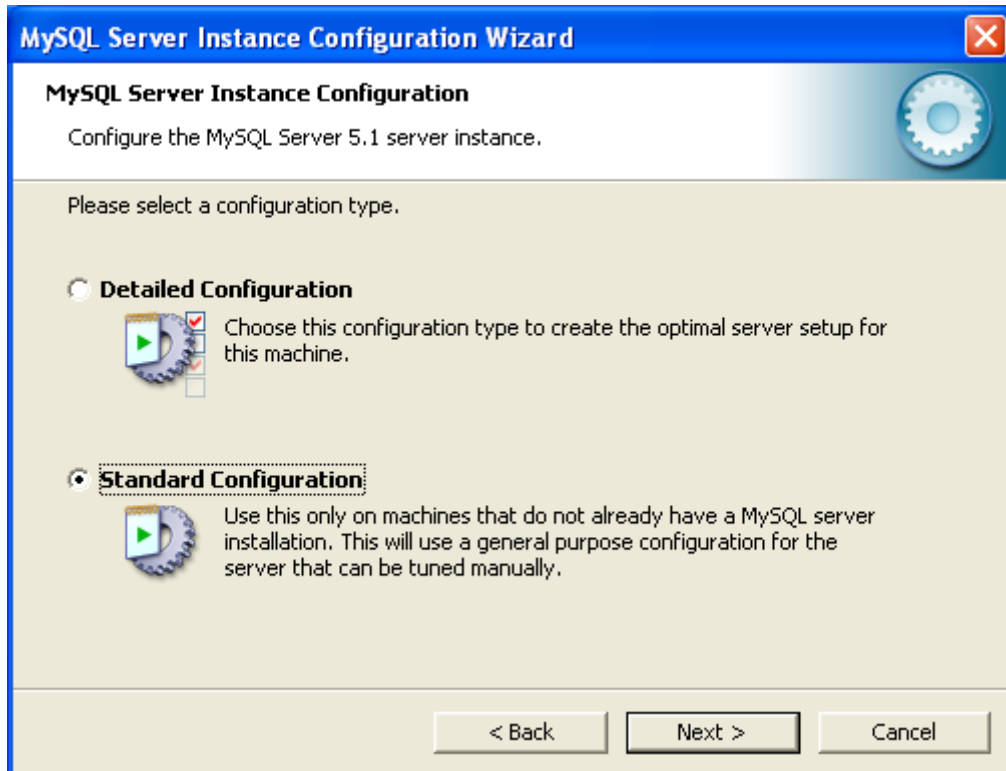 MySQL Server Instance Configuration Wizard
MySQL Server Instance Configuration
Configure the MySQL Server 5.1 server instance.
Please select a configuration type.
Detailed Configuration
Choose this configuration type to create the optimal server setup for
this machine.
Standard Configuration
Use this only on machines that do not already have a MySQL server
installation. This will use a general purpose configuration for the
server that can be tuned manually.
< Back
Next >
Cancel